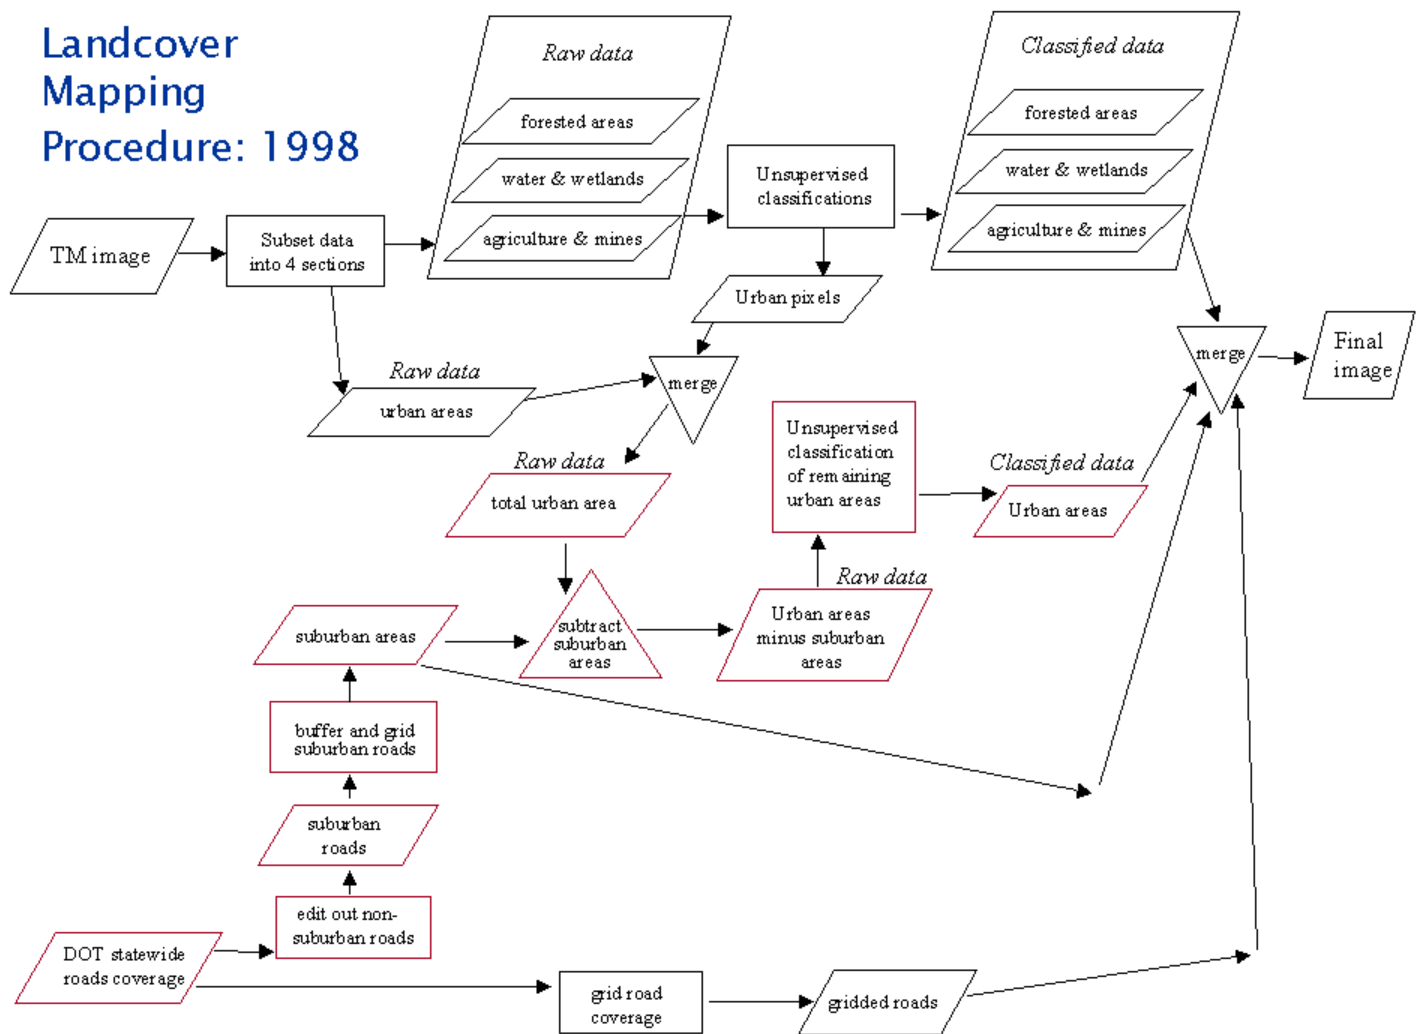 Landcover
Mapping
Procedure: 1998
Raw data
forested areas
water & wetlands
agriculture & mines
Classified data
forested areas
water & wetlands
agriculture & mines
Unsupervised
classifications
TM image
Subset data
into 4 sections
Urban pixels
Raw data
urban areas
merge
merge
Final
image
Raw data
total urban area
Unsupervised
classification
of remaining
urban areas
Classified data
Urban areas
suburban areas
subtract
suburban
areas
Raw data
Urban areas
minus suburban
areas
buffer and grid
suburban roads
suburban
roads
edit out non-
suburban roads
DOT statewide
roads coverage
grid road
coverage
gridded roads